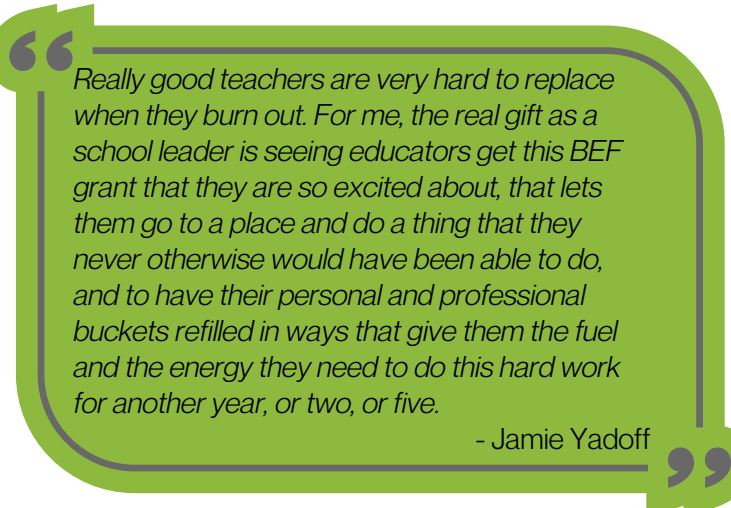 Really good teachers are very hard to replace
when they burn out. For me, the real gift as a
school leader is seeing educators get this BEF
grant that they are so excited about, that lets
them go to a place and do a thing that they
never otherwise would have been able to do,
and to have their personal and professional
buckets refilled in ways that give them the fuel
and the energy they need to do this hard work
for another year, or two, or five.
- Jamie Yadoff